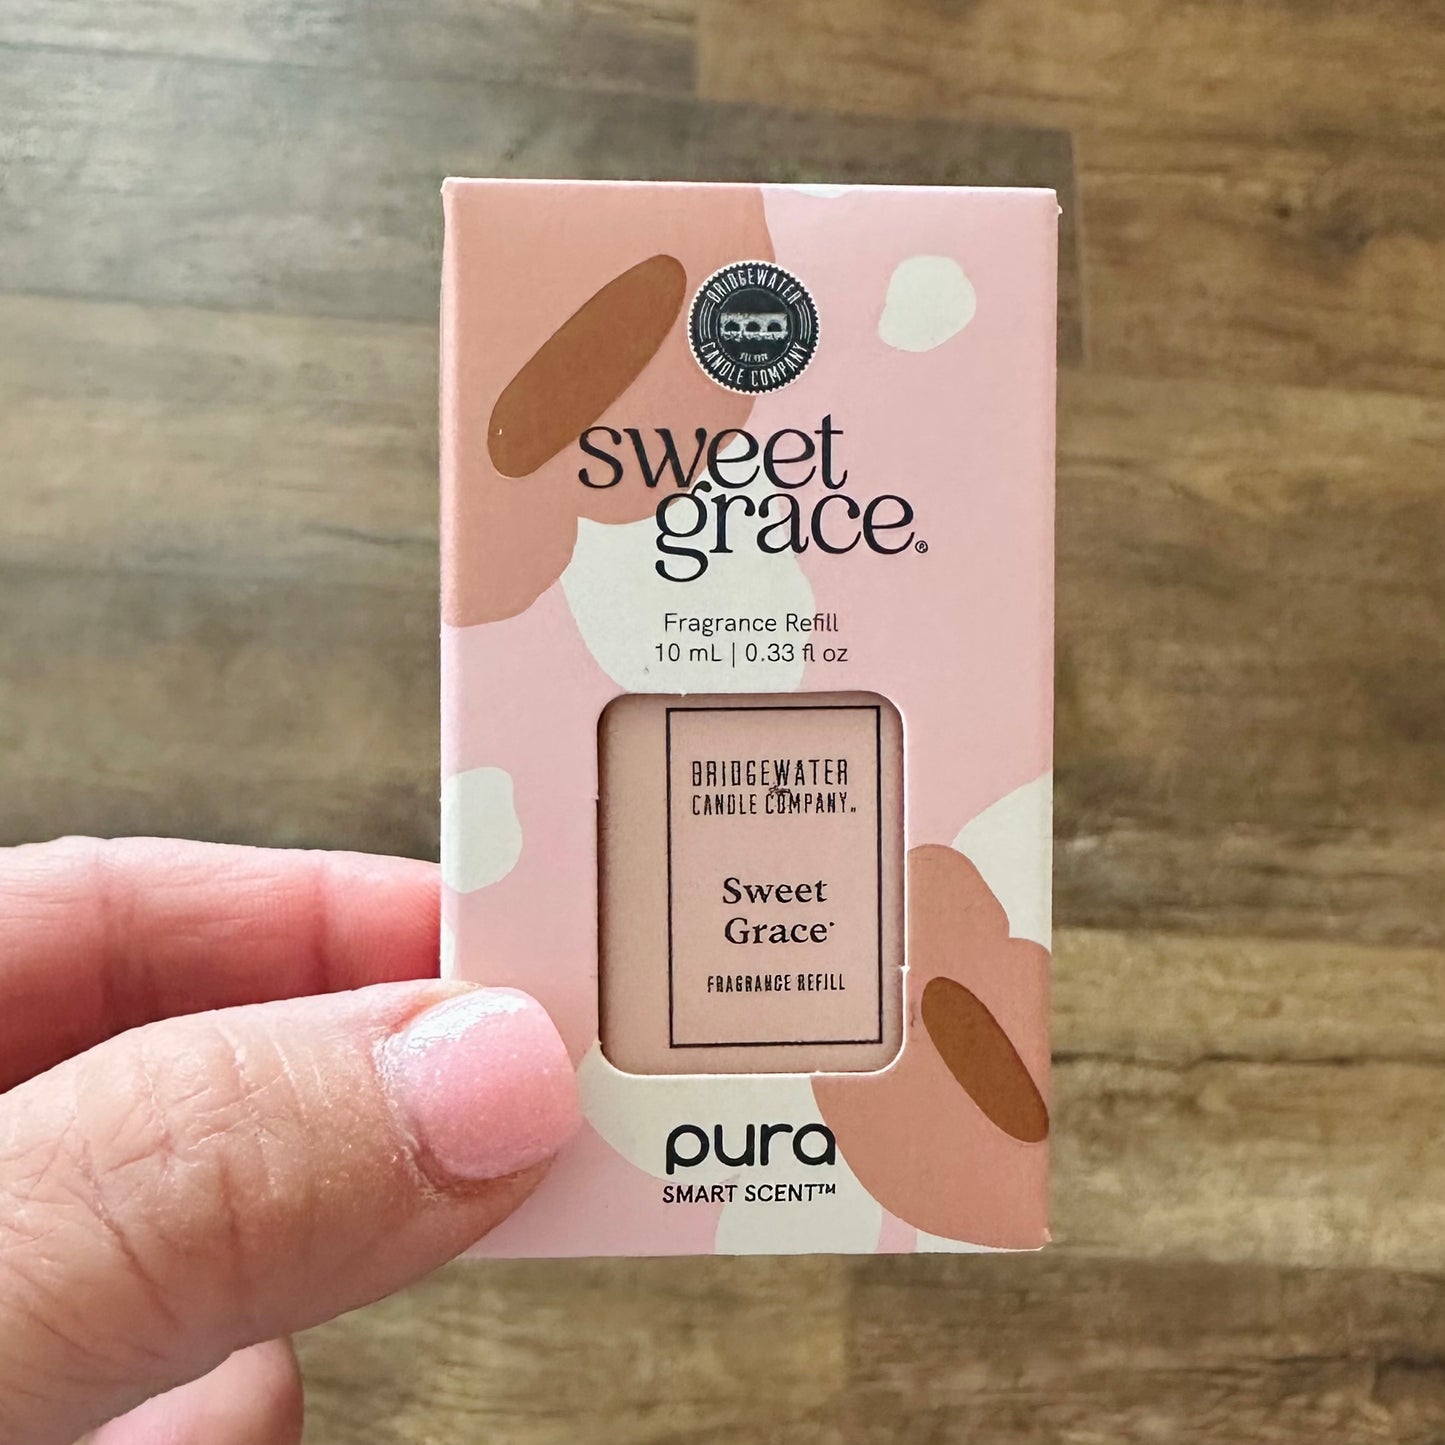 BRIDGEWATER
CANDLE COMPANY
sweet
grace®
Fragrance Refill
10 mL | 0.33 fl oz
BRIDGEWATER
CANDLE COMPANY
Sweet
Grace
FRAGRANCE REFILL
pura
SMART SCENT™